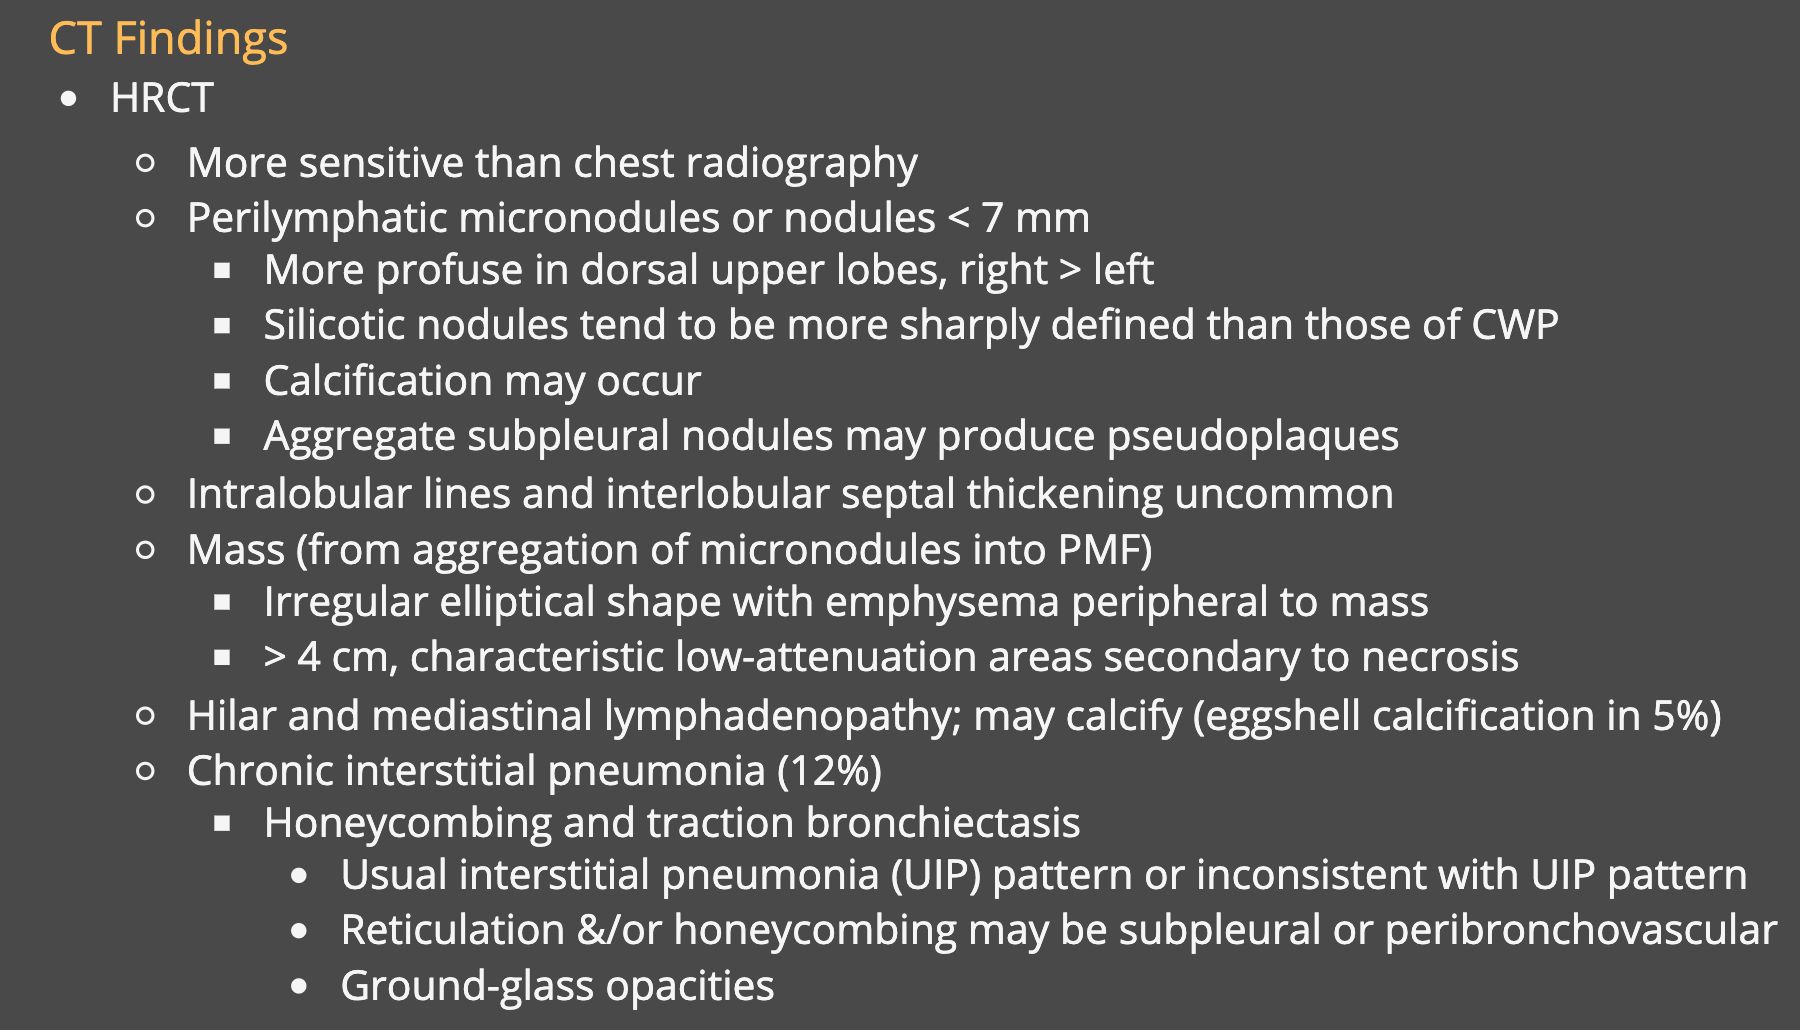 CT Findings
• HRCT
○ More sensitive than chest radiography
○ Perilymphatic micronodules or nodules < 7 mm
■ More profuse in dorsal upper lobes, right > left
■ Silicotic nodules tend to be more sharply defined than those of CWP
■ Calcification may occur
■ Aggregate subpleural nodules may produce pseudoplaques
○ Intralobular lines and interlobular septal thickening uncommon
○ Mass (from aggregation of micronodules into PMF)
■ Irregular elliptical shape with emphysema peripheral to mass
■ > 4 cm, characteristic low-attenuation areas secondary to necrosis
○ Hilar and mediastinal lymphadenopathy; may calcify (eggshell calcification in 5%)
○ Chronic interstitial pneumonia (12%)
■ Honeycombing and traction bronchiectasis
• Usual interstitial pneumonia (UIP) pattern or inconsistent with UIP pattern
• Reticulation &/or honeycombing may be subpleural or peribronchovascular
• Ground-glass opacities